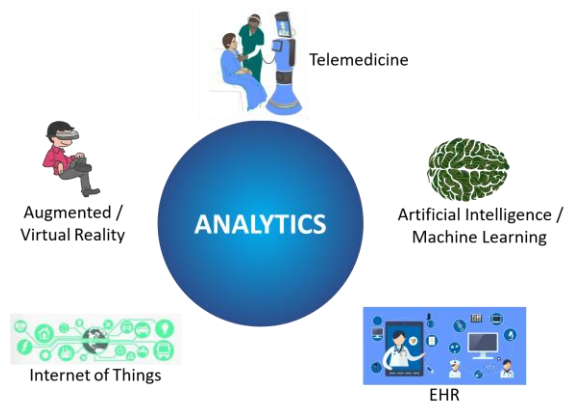 Telemedicine
Augmented /
Virtual Reality
ANALYTICS
Artificial Intelligence /
Machine Learning
Internet of Things
EHR